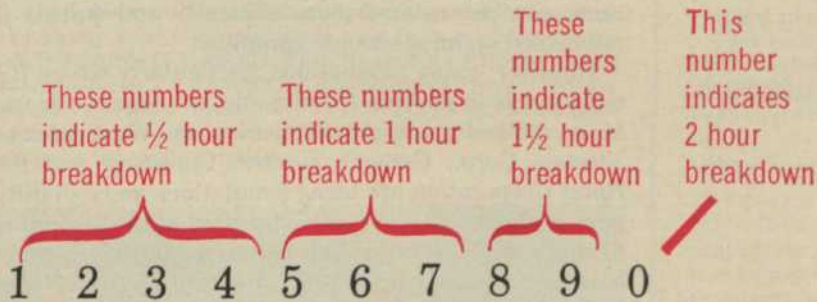 These numbers
indicate ½ hour
breakdown
These numbers
indicate 1 hour
breakdown
These
numbers
indicate
1½ hour
breakdown
This
number
indicates
2 hour
breakdown
1 2 3 4 5 6 7 8 9 0